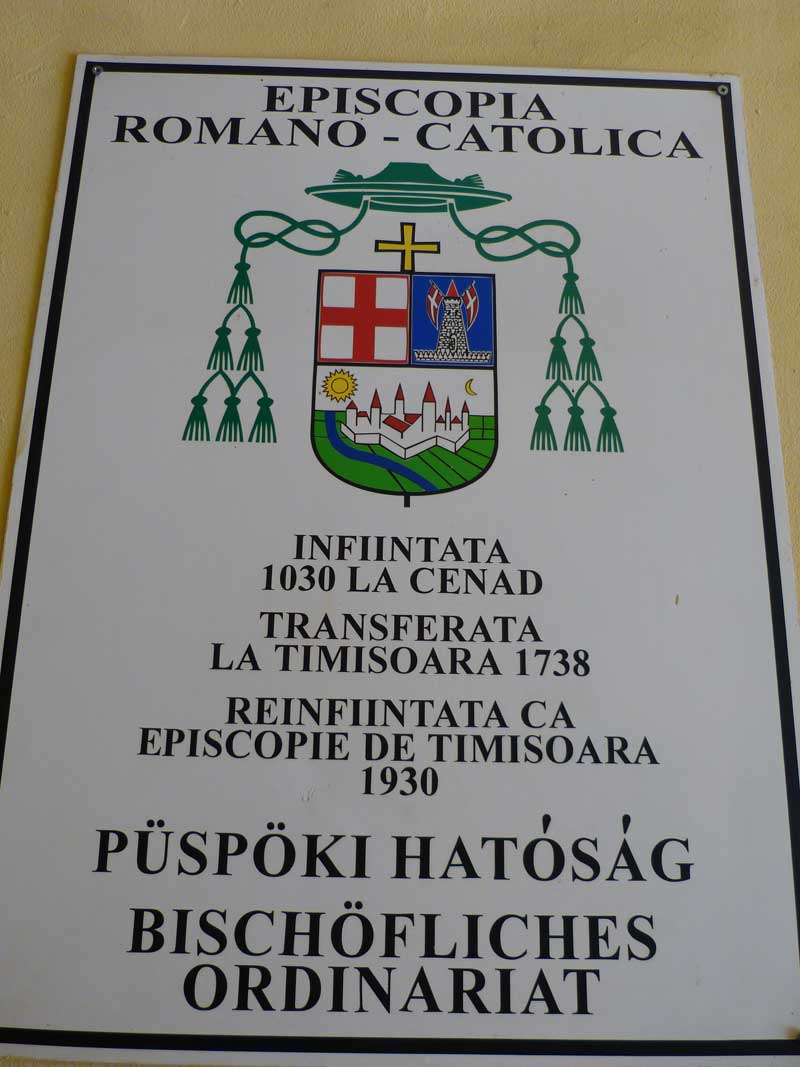 EPISCOPIA
ROMANO - CATOLICA
INFIINTATA
1030 LA CENAD
TRANSFERATA
LA TIMISOARA 1738
REINFIINTATA CA
EPISCOPIE DE TIMISOARA
1930
PÜSPÖKI HATÓSÁG
BISCHÖFLICHES
ORDINARIAT